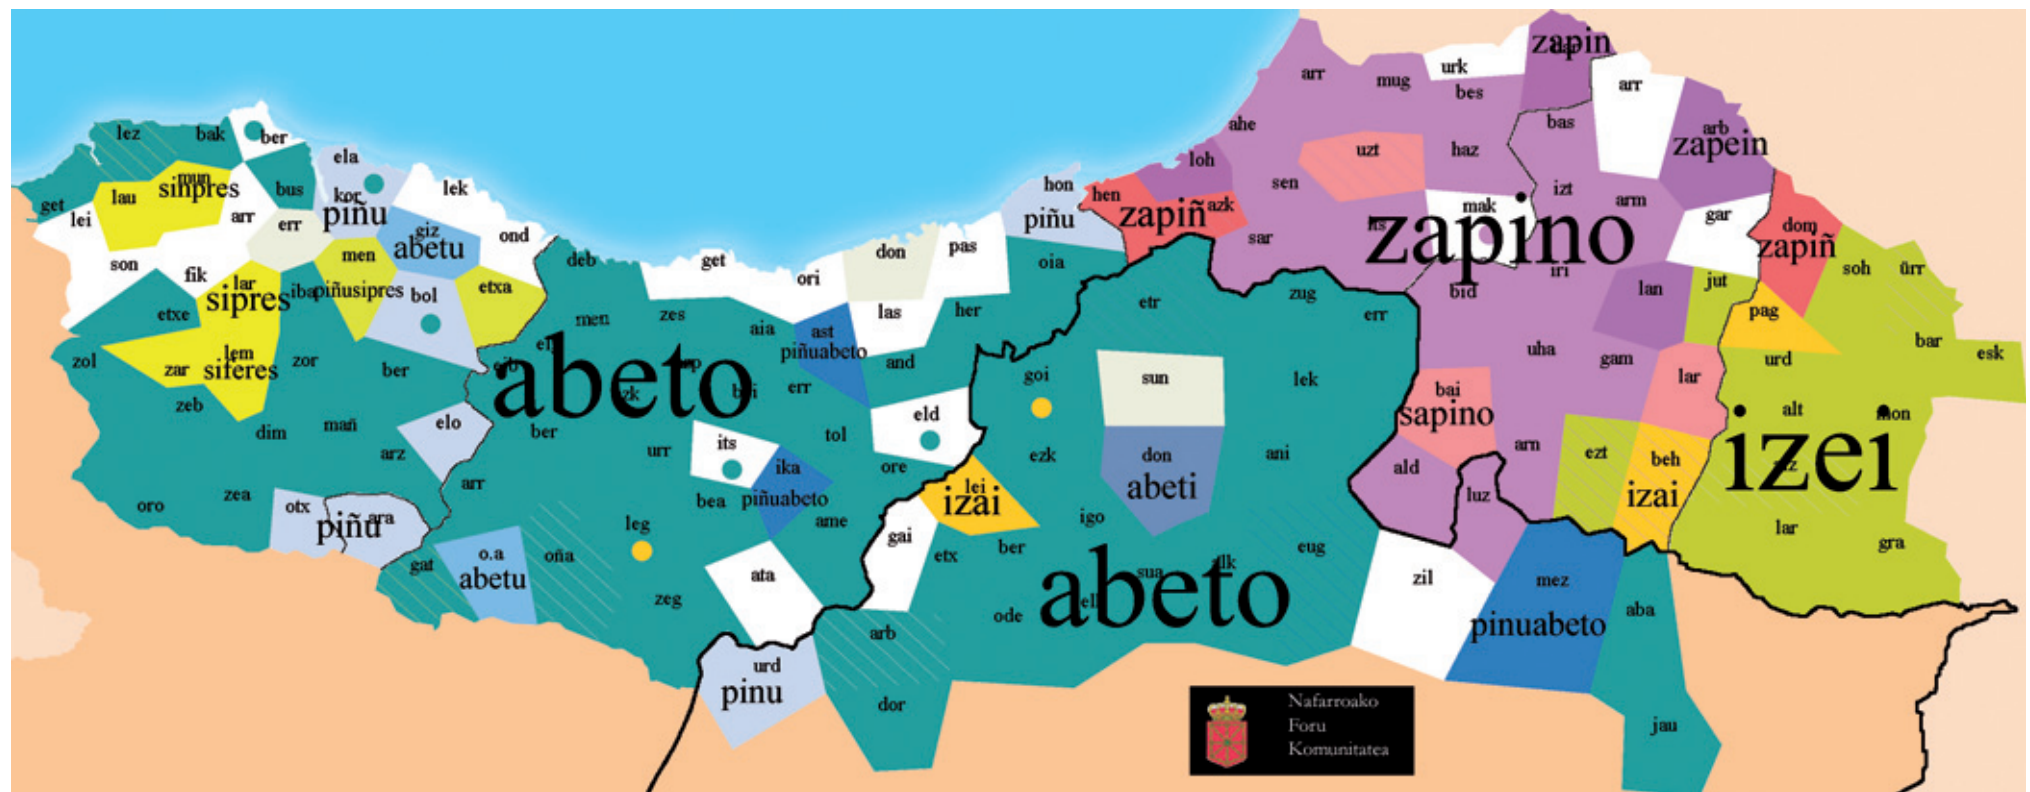 zapin
arr
mug
urk
bes
arr
lez
bak
ber
ahe
bas
arb
zapein
ela
loh
uzt
haz
get
lau
mun
sinpres
bus
kor
piñu
lek
hon
hen
sen
izt
arm
lei
arr
err
giz
abetu
ond
piñu
zapiñ
azk
mak
zapino
gar
dom
zapiñ
son
fik
men
deb
get
don
pas
oia
sar
soh
ürr
etxe
lar
sipres
iba
piñusipres
bol
etxa
ori
las
her
etr
zug
err
bid
iri
lan
jut
pag
men
zes
aia
ast
piñuabeto
and
uha
gam
urd
bar
esk
zol
zar
lem
siferes
zor
ber
abeto
err
goi
sun
lek
bai
sapino
lar
zeb
dim
mañ
elo
ber
its
tol
eld
alt
mon
izei
arz
urr
ika
piñuabeto
ore
ezk
don
abeti
ani
ald
arn
ezt
beh
izai
oro
zea
otx
piñu
ara
arr
bea
ame
lei
izai
luz
leg
gai
igo
lar
gra
gat
o.a
abetu
oña
etx
ber
eug
zeg
ata
ode
abeto
sua
zil
mez
pinuabeto
aba
arb
urd
pinu
dor
jau
Nafarroako
Foru
Komunitatea